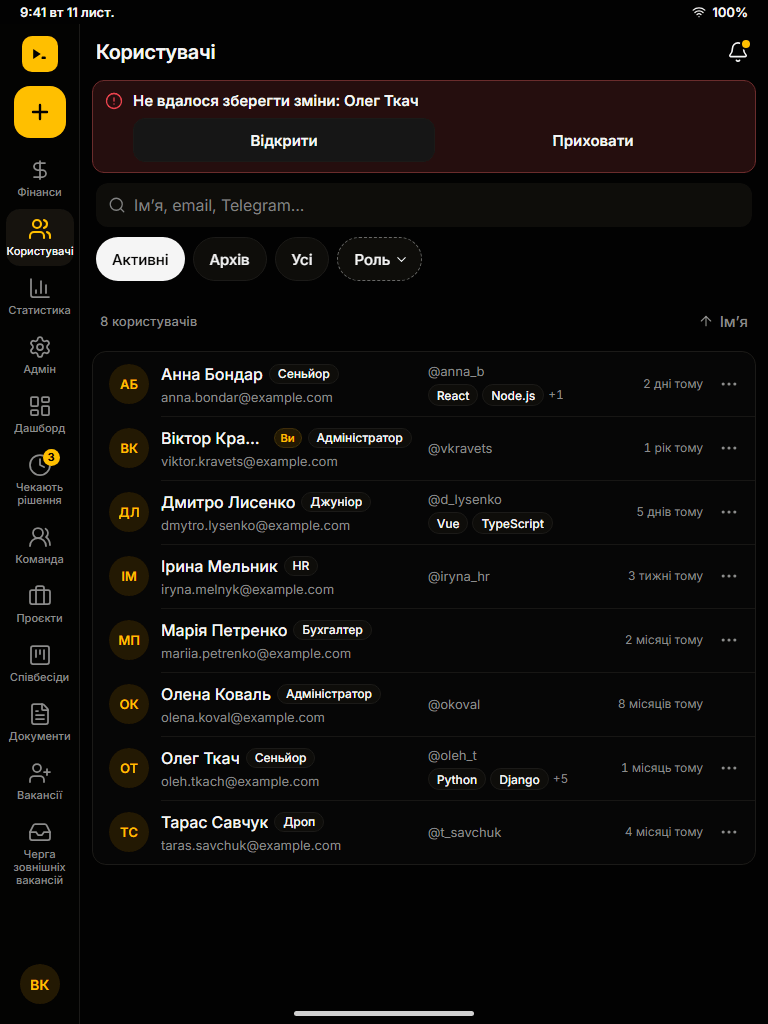 9:41 вт 11 лист.
100%
Користувачі
Не вдалося зберегти зміни: Олег Ткач
Відкрити
Приховати
Ім’я, email, Telegram...
Активні
Архів
Усі
Роль
8 користувачів
Ім’я
Фінанси
Користувачі
Статистика
Адмін
Дашборд
3
Чекають
рішення
Команда
Проєкти
Співбесіди
Документи
Вакансії
Черга
зовнішніх
вакансій
ВК
АБ
Анна Бондар Сеньйор
anna.bondar@example.com
@anna_b
React Node.js +1
2 дні тому
ВК
Віктор Кра... Ви Адміністратор
viktor.kravets@example.com
@vkravets
1 рік тому
ДЛ
Дмитро Лисенко Джуніор
dmytro.lysenko@example.com
@d_lysenko
Vue TypeScript
5 днів тому
ІМ
Ірина Мельник HR
iryna.melnyk@example.com
@iryna_hr
3 тижні тому
МП
Марія Петренко Бухгалтер
mariia.petrenko@example.com
2 місяці тому
ОК
Олена Коваль Адміністратор
olena.koval@example.com
@okoval
8 місяців тому
ОТ
Олег Ткач Сеньйор
oleh.tkach@example.com
@oleh_t
Python Django +5
1 місяць тому
ТС
Тарас Савчук Дроп
taras.savchuk@example.com
@t_savchuk
4 місяці тому